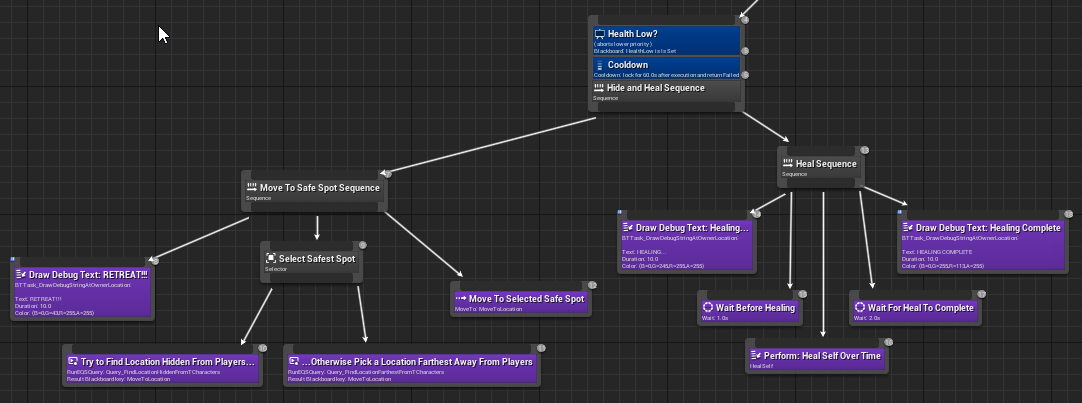 Health Low?
( aborts lower priority )
Blackboard: HealthLow is Is Set
Cooldown
Cooldown: lock for 60.0s after execution and return Failed
Hide and Heal Sequence
Sequence
Move To Safe Spot Sequence
Sequence
Heal Sequence
Sequence
Draw Debug Text: RETREAT!!!
BTTask_DrawDebugStringAtOwnerLocation:
Text: RETREAT!!!
Duration: 10.0
Color: (B=0,G=43,R=255,A=255)
Select Safest Spot
Selector
Move To Selected Safe Spot
MoveTo: MoveToLocation
Try to Find Location Hidden From Players...
RunEQSQuery: Query_FindLocationHiddenFromTCharacters
Result Blackboard key: MoveToLocation
...Otherwise Pick a Location Farthest Away From Players
RunEQSQuery: Query_FindLocationFarthestFromTCharacters
Result Blackboard key: MoveToLocation
Draw Debug Text: Healing...
BTTask_DrawDebugStringAtOwnerLocation:
Text: HEALING...
Duration: 10.0
Color: (B=0,G=248,R=255,A=255)
Wait Before Healing
Wait: 1.0s
Perform: Heal Self Over Time
HealSelf
Wait For Heal To Complete
Wait: 2.0s
Draw Debug Text: Healing Complete
BTTask_DrawDebugStringAtOwnerLocation:
Text: HEALING COMPLETE
Duration: 10.0
Color: (B=0,G=255,R=113,A=255)